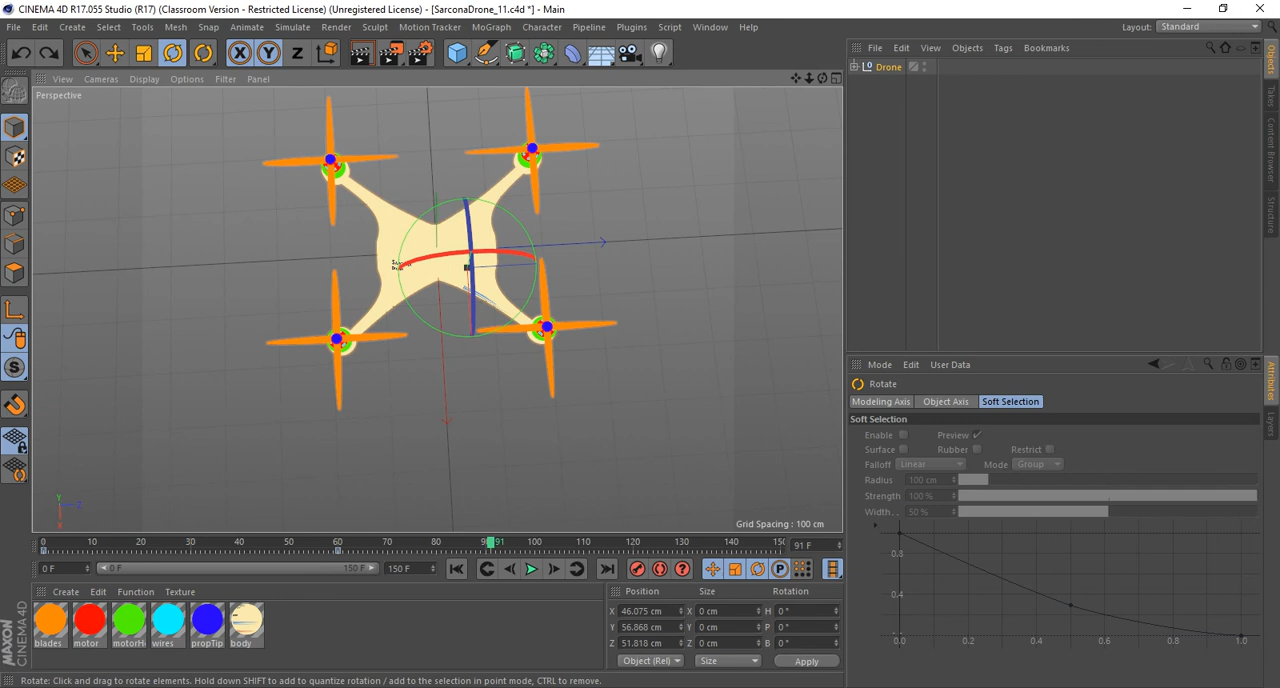 CINEMA 4D R17.055 Studio (R17) (Classroom Version - Restricted License) (Unregistered License) - [SarconaDrone_11.c4d *] - Main
File Edit Create Select Tools Mesh Snap Animate Simulate Render Sculpt Motion Tracker MoGraph Character Pipeline Plugins Script Window Help
Layout: Standard
X Y Z
View Cameras Display Options Filter Panel
File Edit View Objects Tags Bookmarks
Perspective
Drone
Objects
Takes
Content Browser
Structure
Mode Edit User Data
Rotate
Modeling Axis Object Axis Soft Selection
Soft Selection
Enable Preview
Surface Rubber Restrict
Falloff Linear Mode Group
Radius 100 cm
Strength 100 %
Width... 50 %
0.8
0.4
0.0 0.2 0.4 0.6 0.8 1.0
Attributes
Layers
Y
Z
X
Grid Spacing : 100 cm
0 10 20 30 40 50 60 70 80 91 100 110 120 130 140 150 91 F
0 F 0 F 150 F 150 F
Create Edit Function Texture
blades motor motorHo wires propTip body
Position Size Rotation
X 46.075 cm X 0 cm H 0 °
Y 56.868 cm Y 0 cm P 0 °
Z 51.818 cm Z 0 cm B 0 °
Object (Rel) Size Apply
MAXON CINEMA 4D
Rotate: Click and drag to rotate elements. Hold down SHIFT to add to quantize rotation / add to the selection in point mode, CTRL to remove.